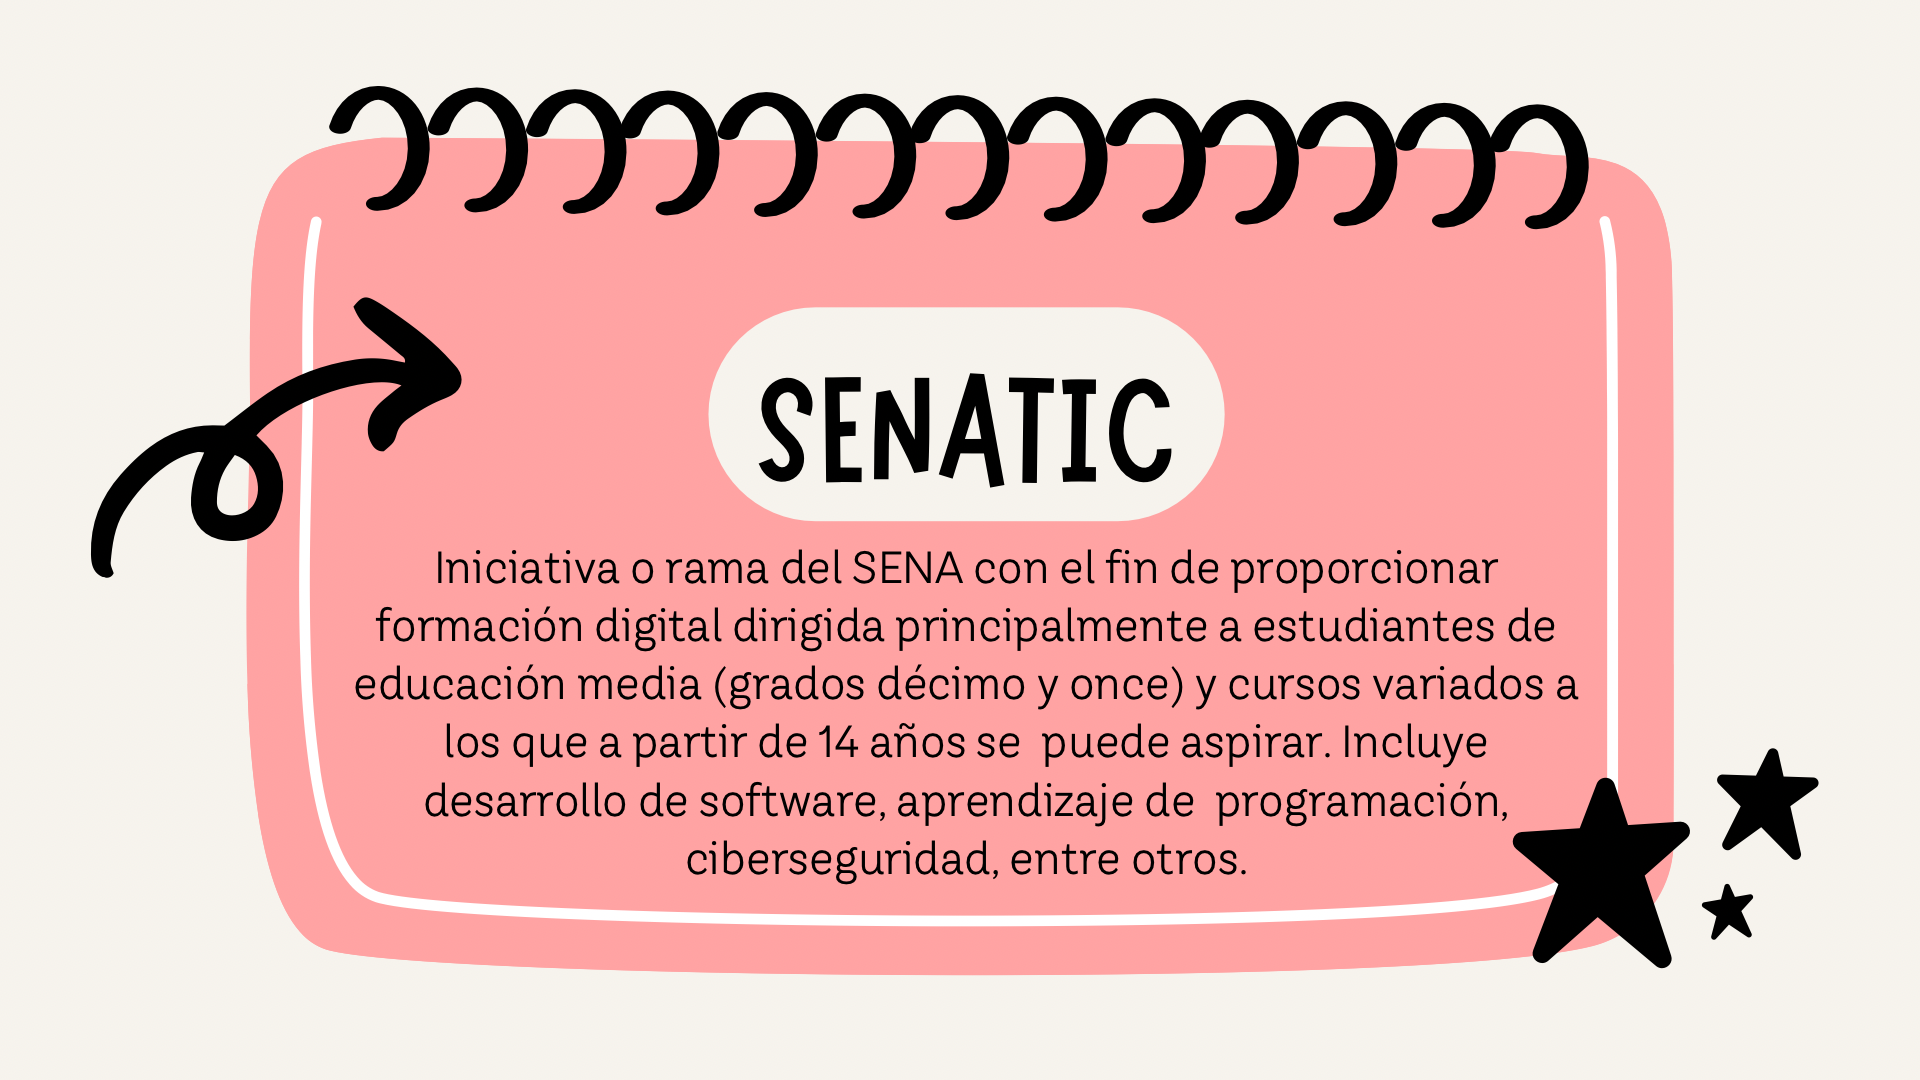 SENATIC
Iniciativa o rama del SENA con el fin de proporcionar
formación digital dirigida principalmente a estudiantes de
educación media (grados décimo y once) y cursos variados a
los que a partir de 14 años se  puede aspirar. Incluye
desarrollo de software, aprendizaje de  programación,
ciberseguridad, entre otros.